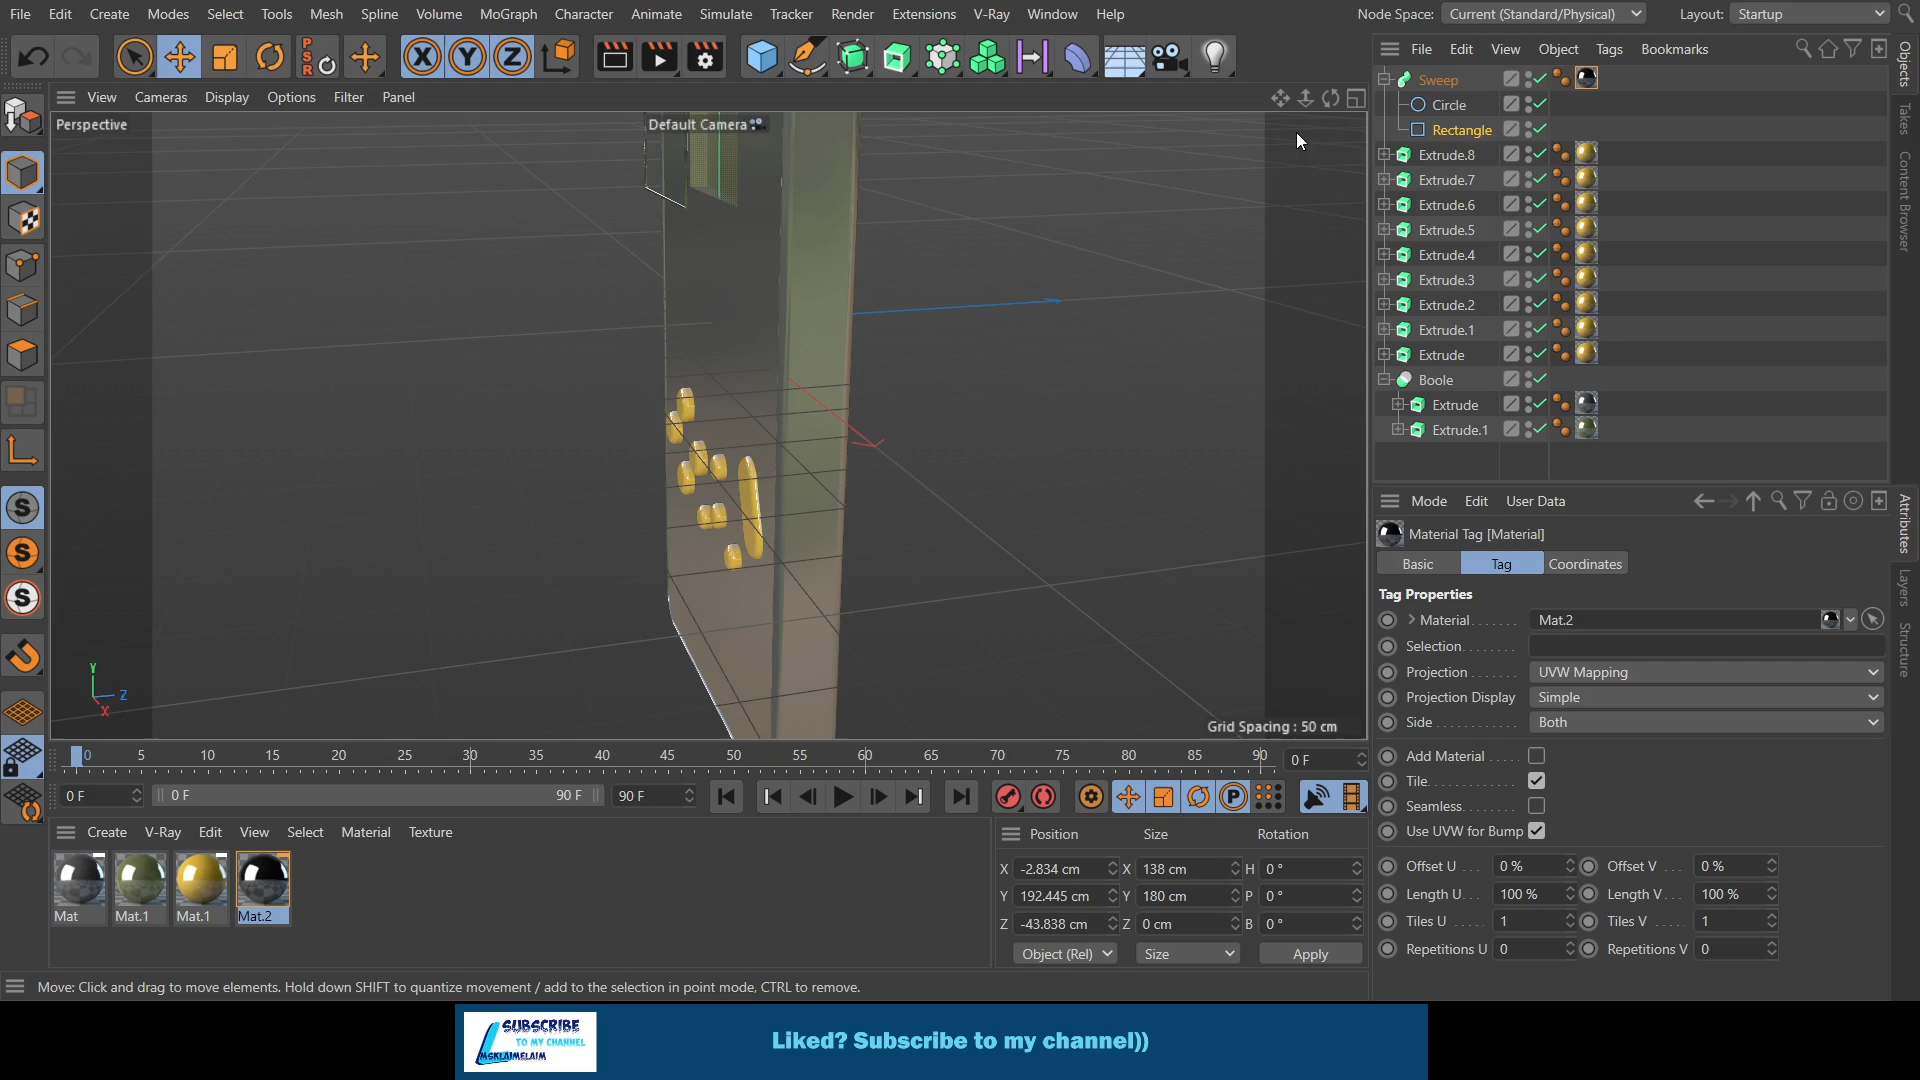 File Edit Create Modes Select Tools Mesh Spline Volume MoGraph Character Animate Simulate Tracker Render Extensions V-Ray Window Help Node Space: Current (Standard/Physical) Layout: Startup
PSR X Y Z
View Cameras Display Options Filter Panel
Perspective
Default Camera
Grid Spacing : 50 cm
Y Z X
File Edit View Object Tags Bookmarks
Sweep
Circle
Rectangle
Extrude.8
Extrude.7
Extrude.6
Extrude.5
Extrude.4
Extrude.3
Extrude.2
Extrude.1
Extrude
Boole
Extrude
Extrude.1
Objects
Takes
Content Browser
Attributes
Layers
Structure
Mode Edit User Data
Material Tag [Material]
Basic Tag Coordinates
Tag Properties
Material Mat.2
Selection
Projection UVW Mapping
Projection Display Simple
Side Both
Add Material
Tile
Seamless
Use UVW for Bump
Offset U 0 % Offset V 0 %
Length U 100 % Length V 100 %
Tiles U 1 Tiles V 1
Repetitions U 0 Repetitions V 0
0 5 10 15 20 25 30 35 40 45 50 55 60 65 70 75 80 85 90 0 F
0 F 0 F 90 F 90 F
Create V-Ray Edit View Select Material Texture
Mat Mat.1 Mat.1 Mat.2
Position Size Rotation
X -2.834 cm X 138 cm H 0 °
Y 192.445 cm Y 180 cm P 0 °
Z -43.838 cm Z 0 cm B 0 °
Object (Rel) Size Apply
Move: Click and drag to move elements. Hold down SHIFT to quantize movement / add to the selection in point mode, CTRL to remove.
SUBSCRIBE
TO MY CHANNEL
MSKLAIMELAIM
Liked? Subscribe to my channel))